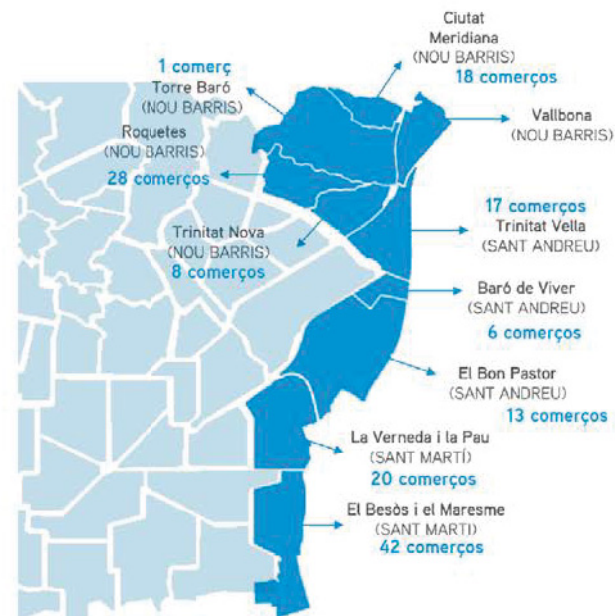 Ciutat
Meridiana
(NOU BARRIS)
18 comerços
1 comerç
Torre Baró
(NOU BARRIS)
Vallbona
(NOU BARRIS)
Roquetes
(NOU BARRIS)
28 comerços
17 comerços
Trinitat Vella
(SANT ANDREU)
Trinitat Nova
(NOU BARRIS)
8 comerços
Baró de Viver
(SANT ANDREU)
6 comerços
El Bon Pastor
(SANT ANDREU)
13 comerços
La Verneda i la Pau
(SANT MARTÍ)
20 comerços
El Besòs i el Maresme
(SANT MARTI)
42 comerços